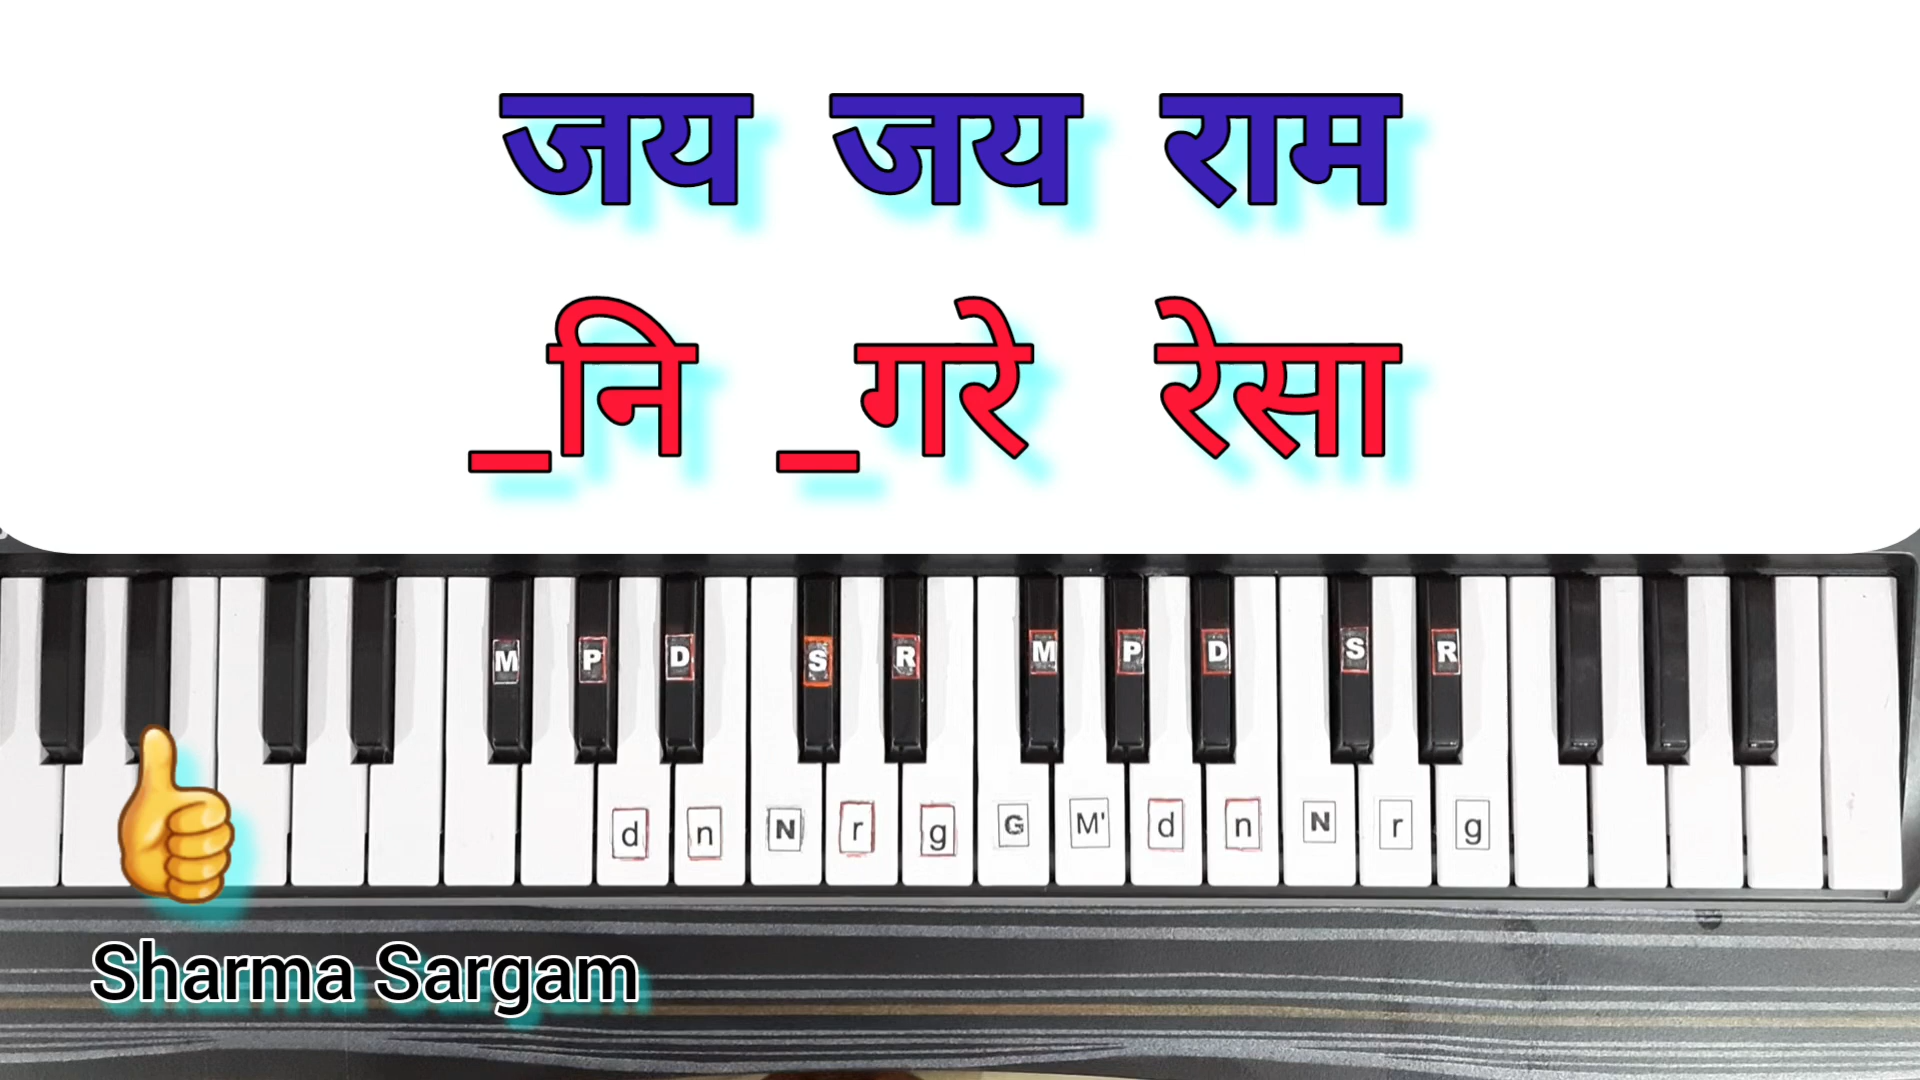 जय जय राम
_नि _गरे रेसा
M P D S R M P D S R
d n N r g G M' d n N r g
Sharma Sargam